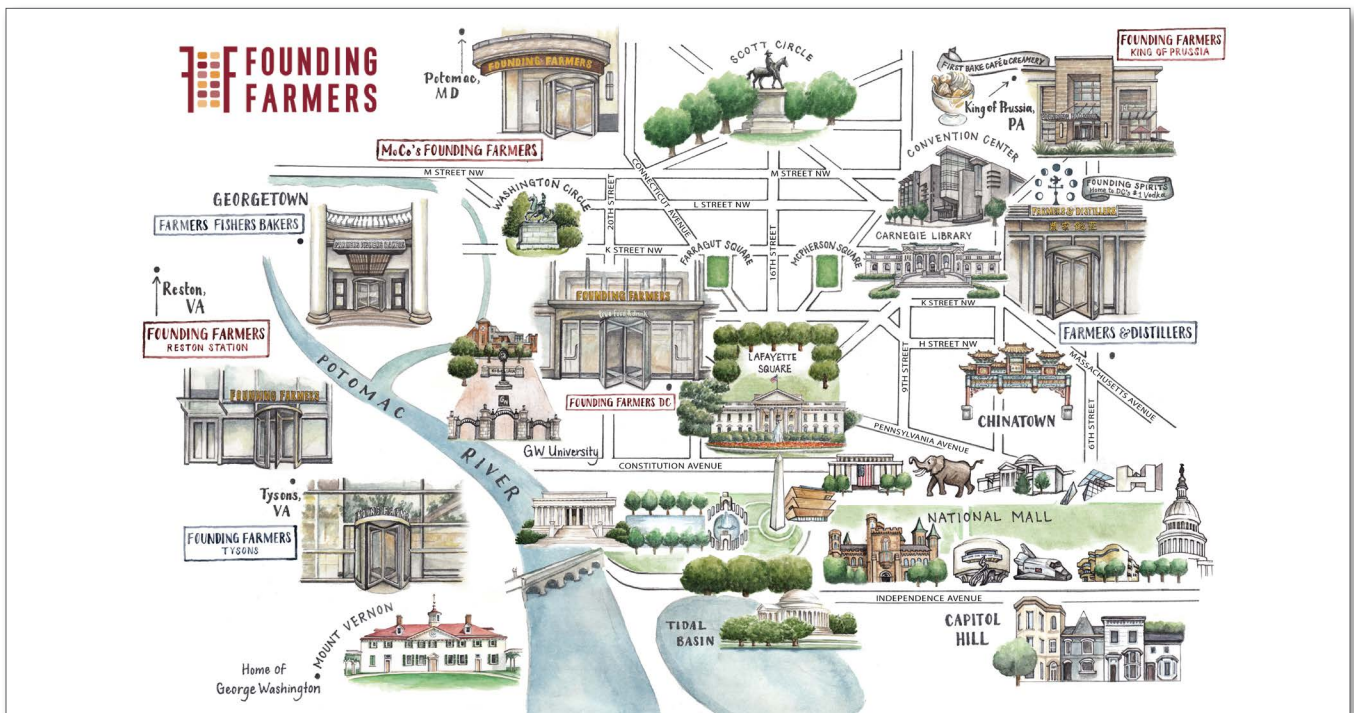 FOUNDING
FARMERS
Potomac,
MD
FOUNDING FARMERS
MoCo's FOUNDING FARMERS
SCOTT CIRCLE
FIRST BAKE CAFÉ & CREAMERY
King of Prussia,
PA
FOUNDING FARMERS
KING OF PRUSSIA
CONVENTION CENTER
FOUNDING SPIRITS
Home to DC's #1 Vodka
FARMERS & DISTILLERS
FARMERS & DISTILLERS
M STREET NW
M STREET NW
CONNECTICUT AVENUE
WASHINGTON CIRCLE
20TH STREET
L STREET NW
K STREET NW
FARRAGUT SQUARE
16TH STREET
MCPHERSON SQUARE
CARNEGIE LIBRARY
K STREET NW
H STREET NW
9TH STREET
MASSACHUSETTS AVENUE
6TH STREET
CHINATOWN
PENNSYLVANIA AVENUE
GEORGETOWN
FARMERS FISHERS BAKERS
FARMERS FISHERS BAKERS
Reston,
VA
FOUNDING FARMERS
RESTON STATION
FOUNDING FARMERS
POTOMAC RIVER
FOUNDING FARMERS
FOUNDING FARMERS DC
LAFAYETTE
SQUARE
GW University
CONSTITUTION AVENUE
Tysons,
VA
FOUNDING FARMERS
TYSONS
NATIONAL MALL
INDEPENDENCE AVENUE
TIDAL
BASIN
CAPITOL
HILL
MOUNT VERNON
Home of
George Washington